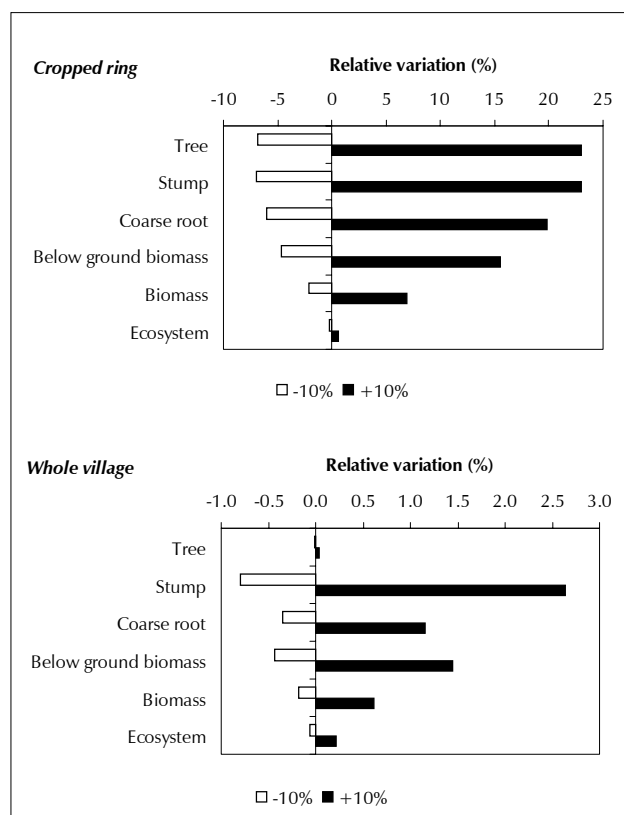 Cropped ring
Relative variation (%)
-10 -5 0 5 10 15 20 25
Tree
Stump
Coarse root
Below ground biomass
Biomass
Ecosystem
-10% +10%
Whole village
Relative variation (%)
-1.0 -0.5 0.0 0.5 1.0 1.5 2.0 2.5 3.0
Tree
Stump
Coarse root
Below ground biomass
Biomass
Ecosystem
-10% +10%